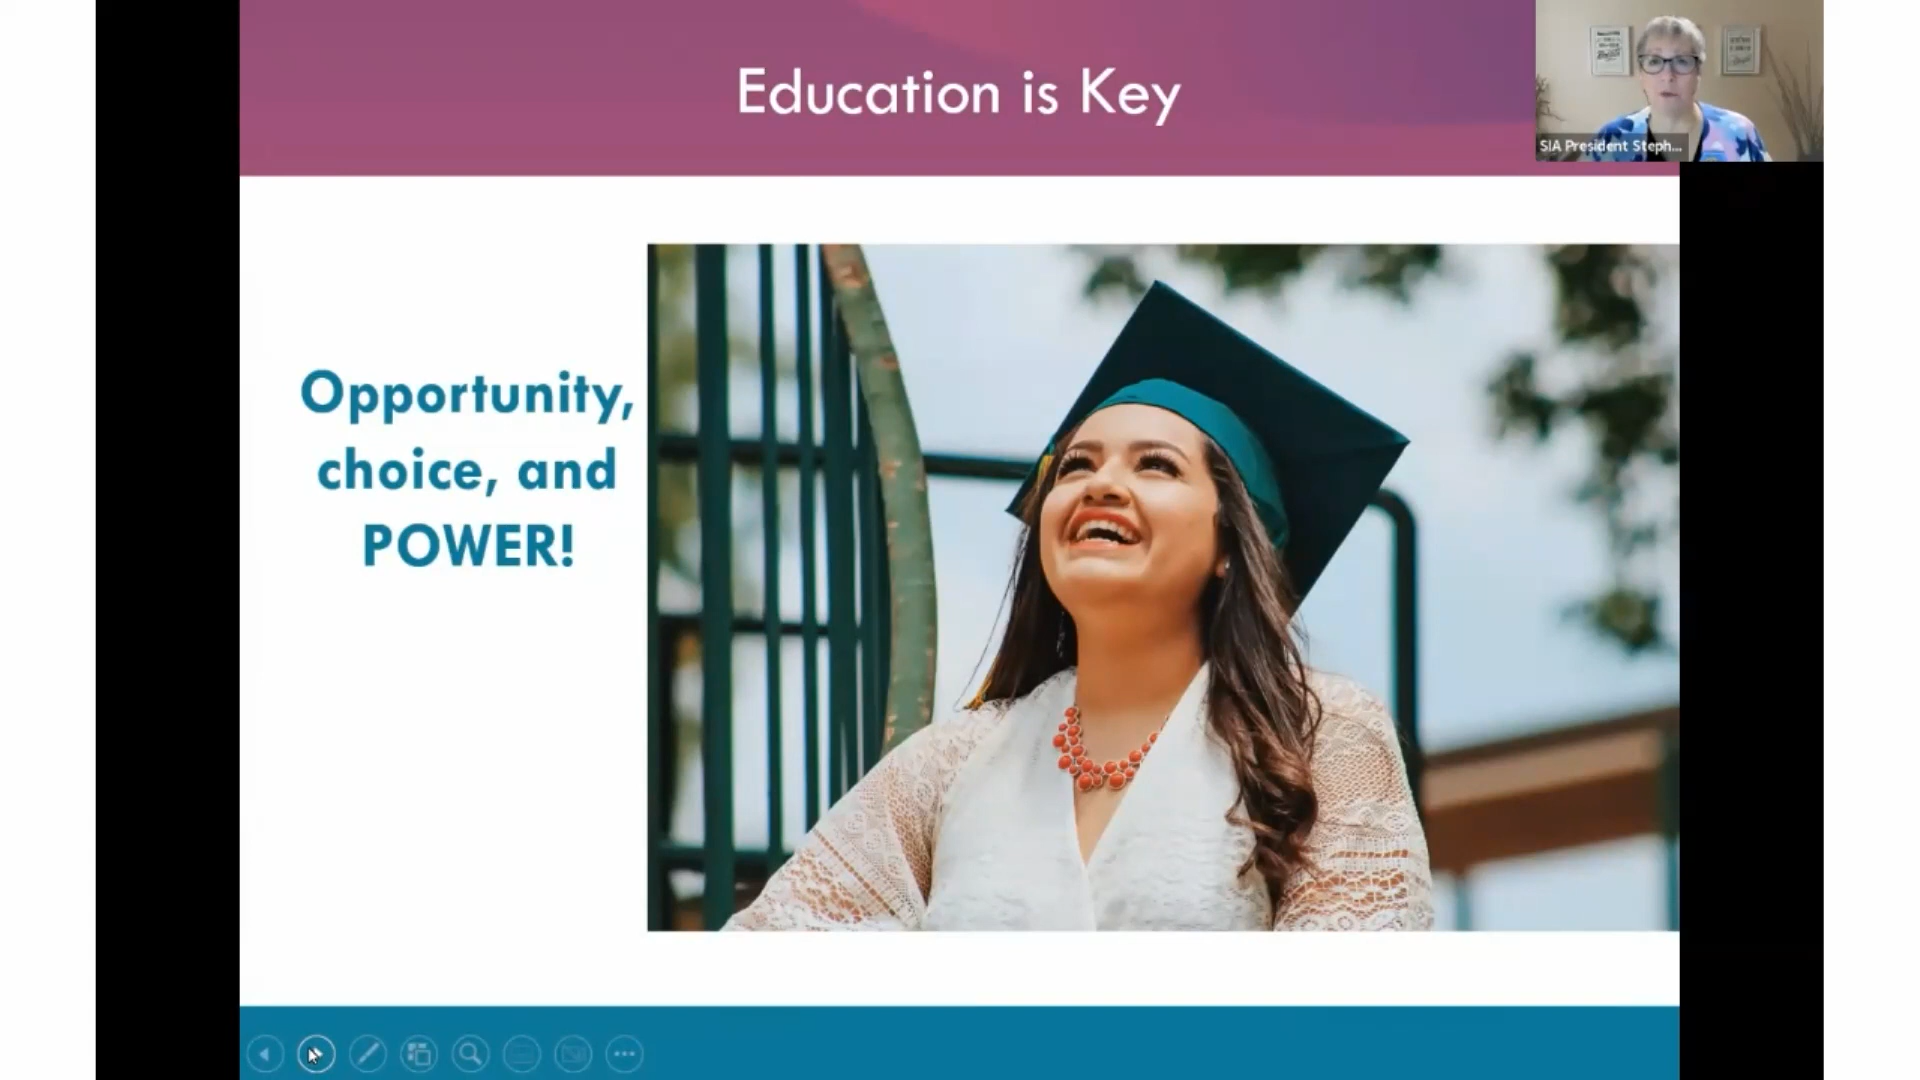 Education is Key
SIA President Steph...
Opportunity,
choice, and
POWER!